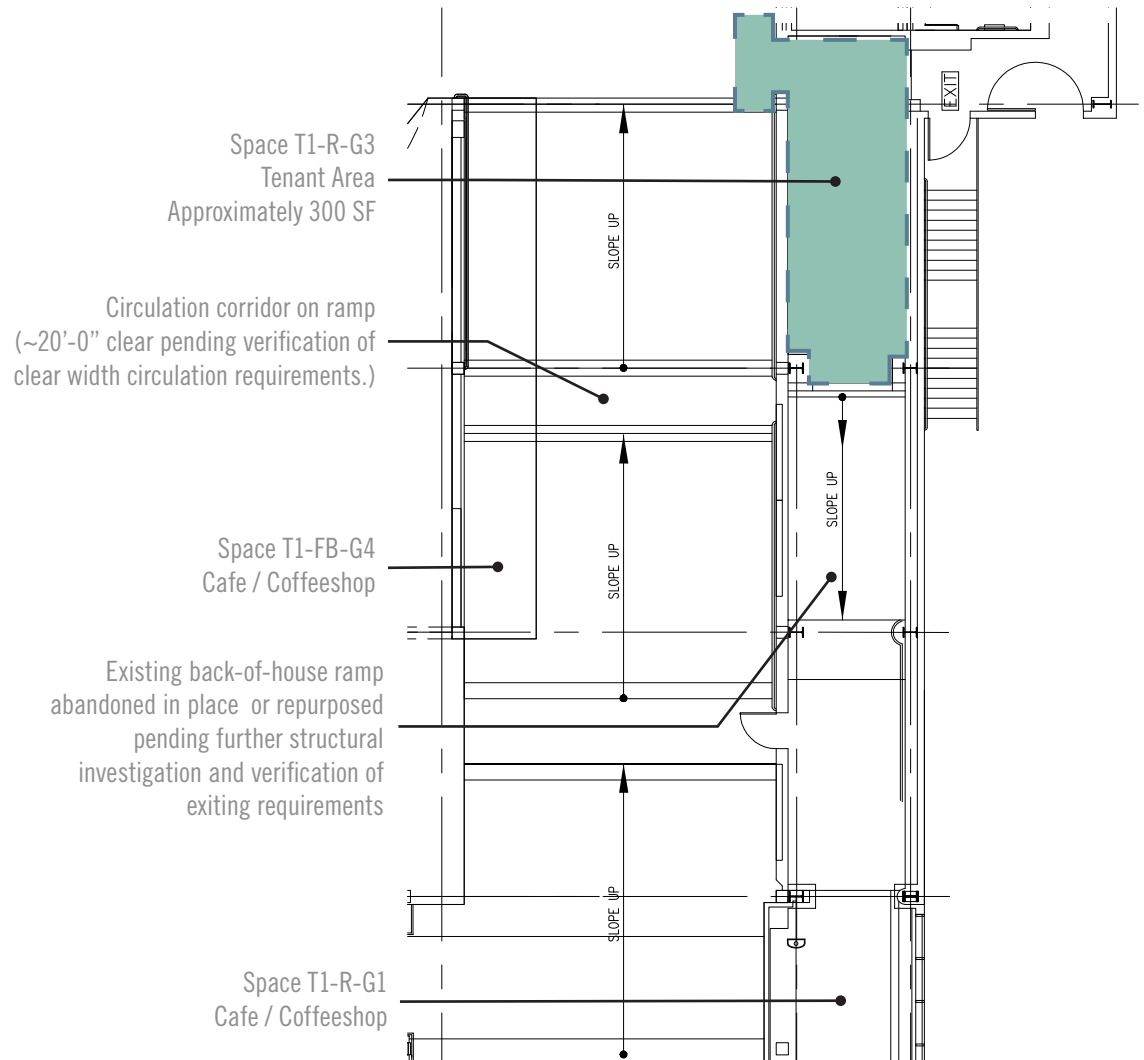 EXIT
Space T1-R-G3
Tenant Area
Approximately 300 SF
SLOPE UP
Circulation corridor on ramp
(~20’-0” clear pending verification of
clear width circulation requirements.)
SLOPE UP
SLOPE UP
Space T1-FB-G4
Cafe / Coffeeshop
Existing back-of-house ramp
abandoned in place or repurposed
pending further structural
investigation and verification of
exiting requirements
SLOPE UP
Space T1-R-G1
Cafe / Coffeeshop